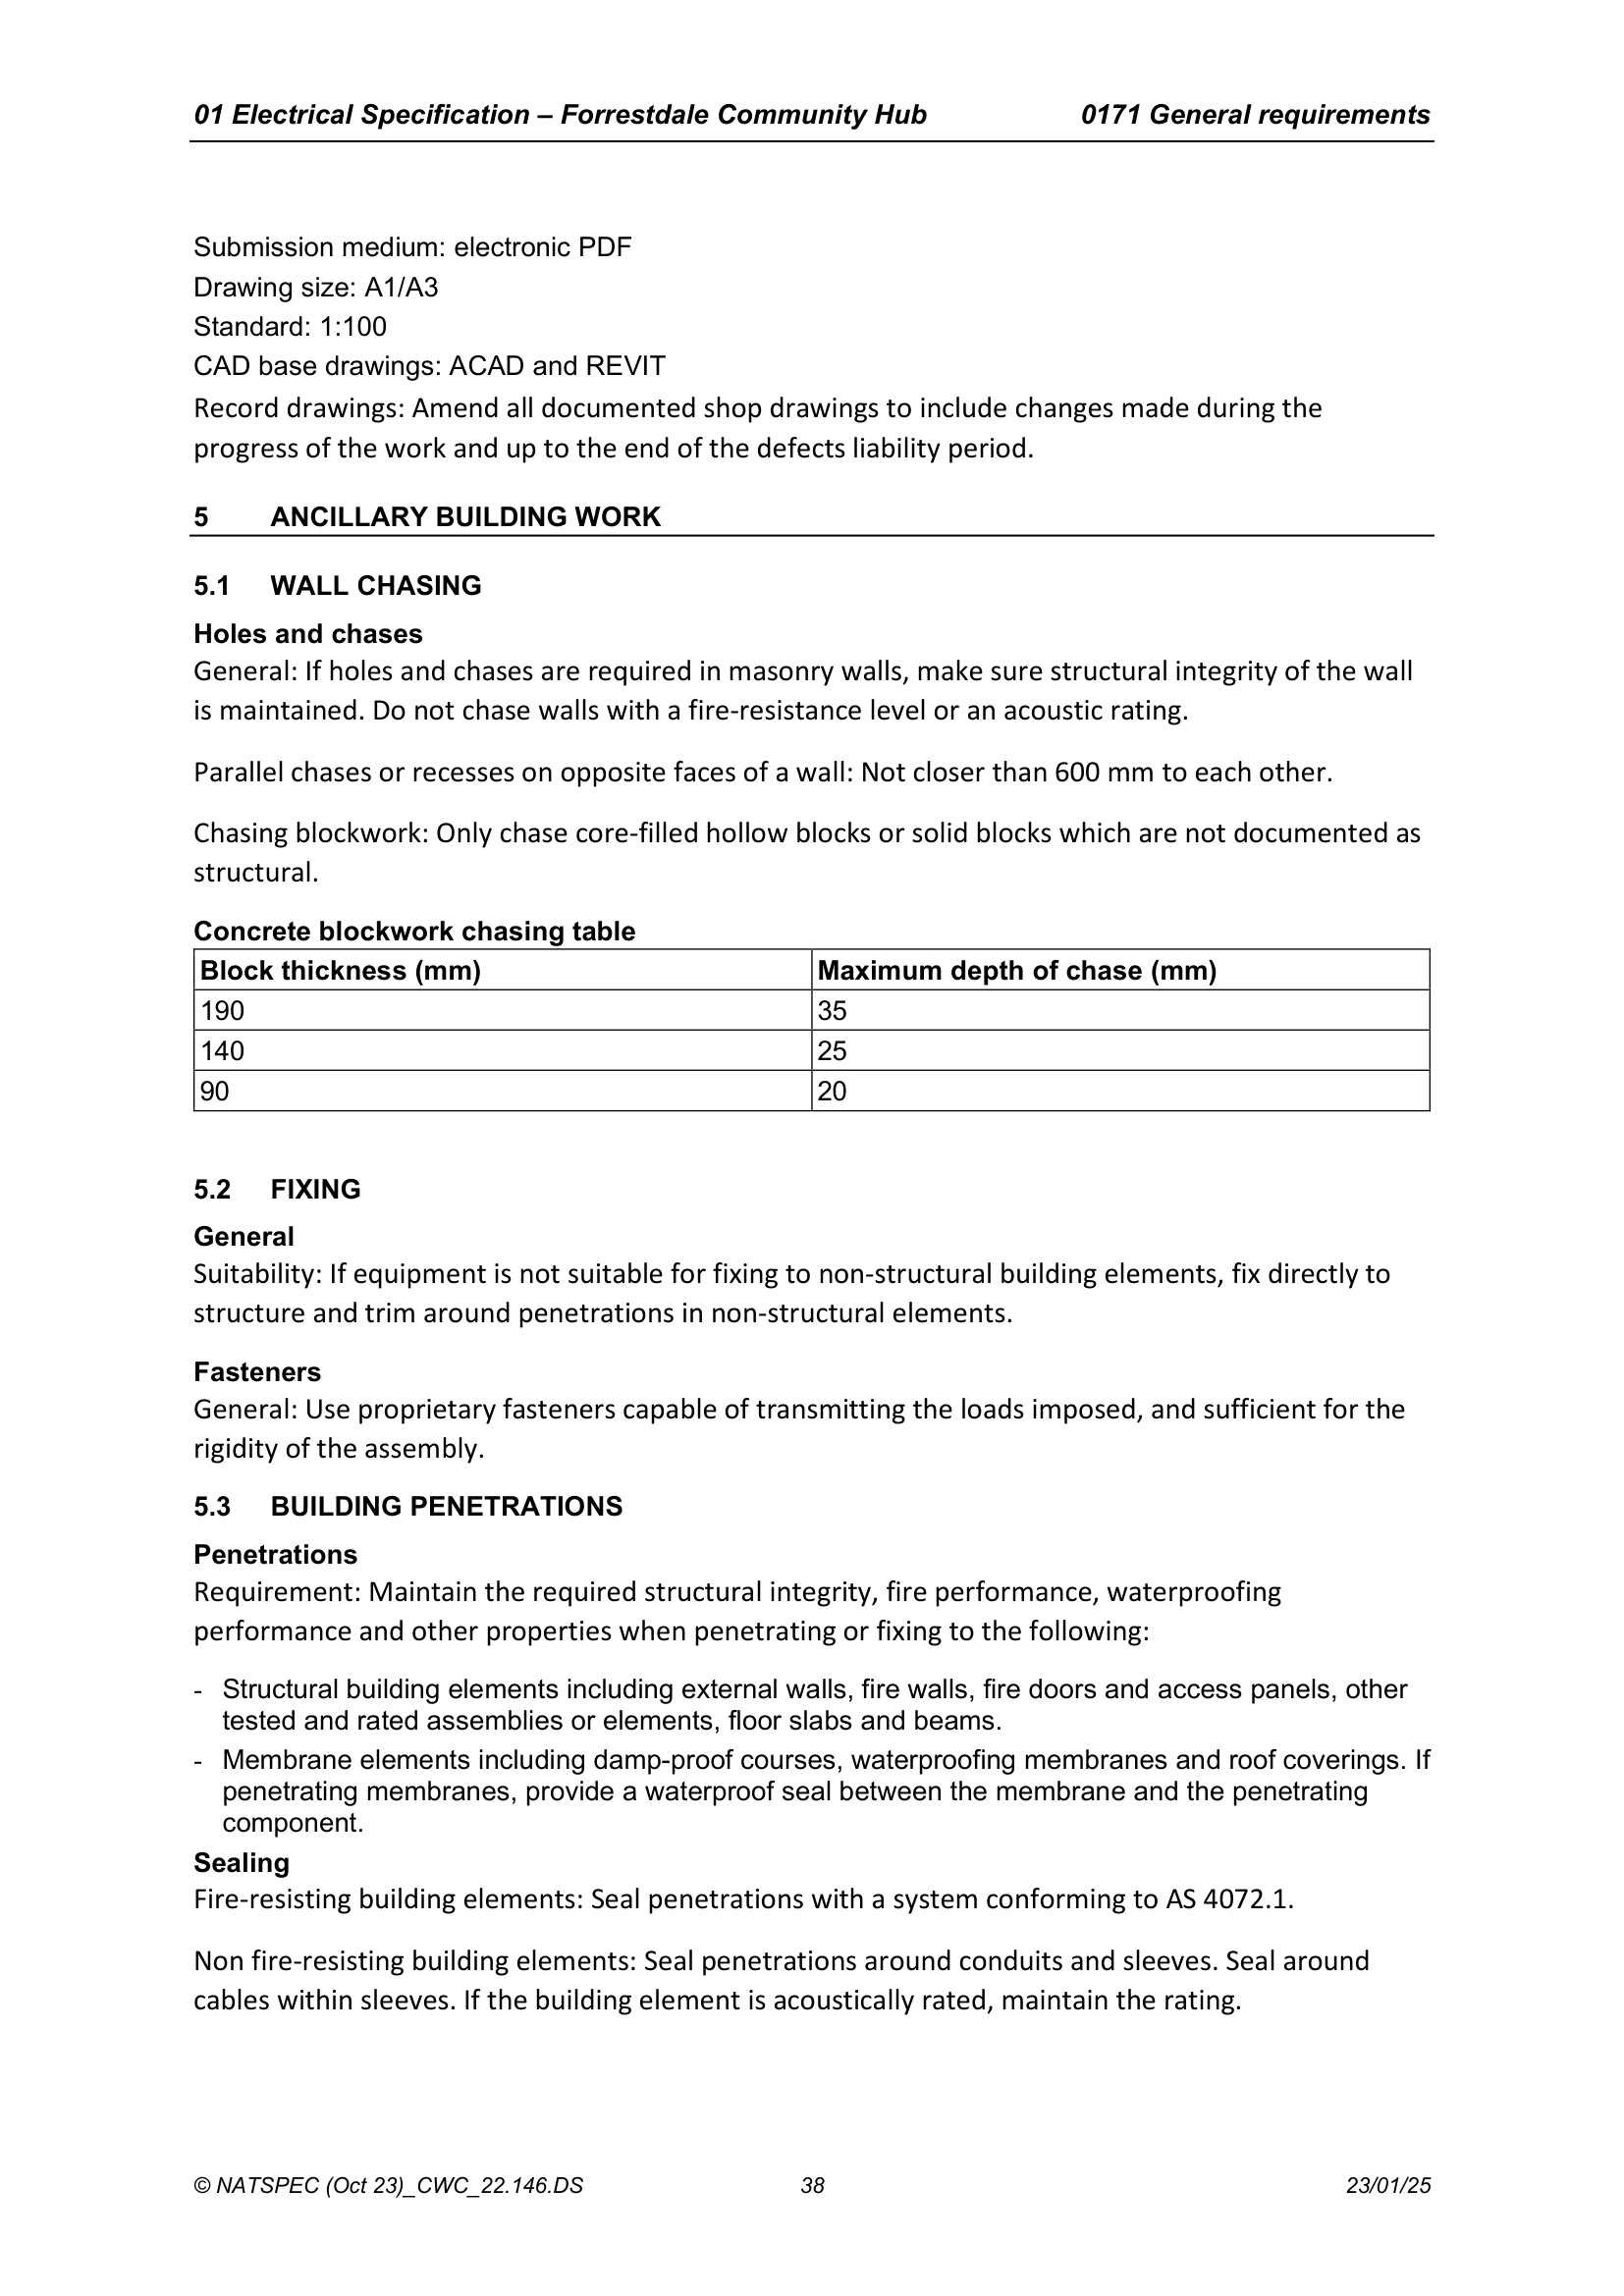 01 Electrical Specification – Forrestdale Community Hub 0171 General requirements
Submission medium: electronic PDF
Drawing size: A1/A3
Standard: 1:100
CAD base drawings: ACAD and REVIT
Record drawings: Amend all documented shop drawings to include changes made during the
progress of the work and up to the end of the defects liability period.
5 ANCILLARY BUILDING WORK
5.1 WALL CHASING
Holes and chases
General: If holes and chases are required in masonry walls, make sure structural integrity of the wall
is maintained. Do not chase walls with a fire-resistance level or an acoustic rating.
Parallel chases or recesses on opposite faces of a wall: Not closer than 600 mm to each other.
Chasing blockwork: Only chase core-filled hollow blocks or solid blocks which are not documented as
structural.
Concrete blockwork chasing table
Block thickness (mm) Maximum depth of chase (mm)
190 35
140 25
90 20
5.2 FIXING
General
Suitability: If equipment is not suitable for fixing to non-structural building elements, fix directly to
structure and trim around penetrations in non-structural elements.
Fasteners
General: Use proprietary fasteners capable of transmitting the loads imposed, and sufficient for the
rigidity of the assembly.
5.3 BUILDING PENETRATIONS
Penetrations
Requirement: Maintain the required structural integrity, fire performance, waterproofing
performance and other properties when penetrating or fixing to the following:
- Structural building elements including external walls, fire walls, fire doors and access panels, other
tested and rated assemblies or elements, floor slabs and beams.
- Membrane elements including damp-proof courses, waterproofing membranes and roof coverings. If
penetrating membranes, provide a waterproof seal between the membrane and the penetrating
component.
Sealing
Fire-resisting building elements: Seal penetrations with a system conforming to AS 4072.1.
Non fire-resisting building elements: Seal penetrations around conduits and sleeves. Seal around
cables within sleeves. If the building element is acoustically rated, maintain the rating.
© NATSPEC (Oct 23)_CWC_22.146.DS 38 23/01/25